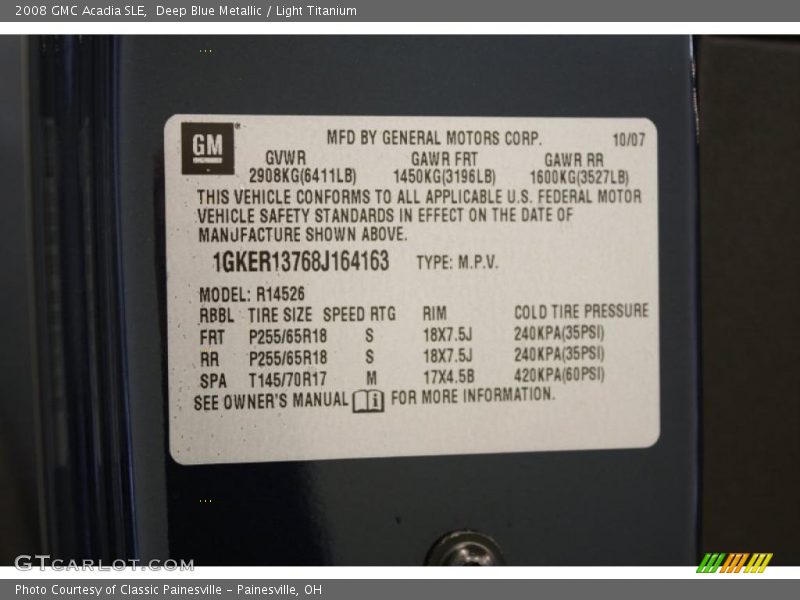 2008 GMC Acadia SLE, Deep Blue Metallic / Light Titanium
GM
MFD BY GENERAL MOTORS CORP. 10/07
GVWR GAWR FRT GAWR RR
2908KG(6411LB) 1450KG(3196LB) 1600KG(3527LB)
THIS VEHICLE CONFORMS TO ALL APPLICABLE U.S. FEDERAL MOTOR
VEHICLE SAFETY STANDARDS IN EFFECT ON THE DATE OF
MANUFACTURE SHOWN ABOVE.
1GKER13768J164163 TYPE: M.P.V.
MODEL: R14526
RBBL TIRE SIZE SPEED RTG RIM COLD TIRE PRESSURE
FRT P255/65R18 S 18X7.5J 240KPA(35PSI)
RR P255/65R18 S 18X7.5J 240KPA(35PSI)
SPA T145/70R17 M 17X4.5B 420KPA(60PSI)
SEE OWNER'S MANUAL FOR MORE INFORMATION.
GTCARLOT.COM
Photo Courtesy of Classic Painesville - Painesville, OH